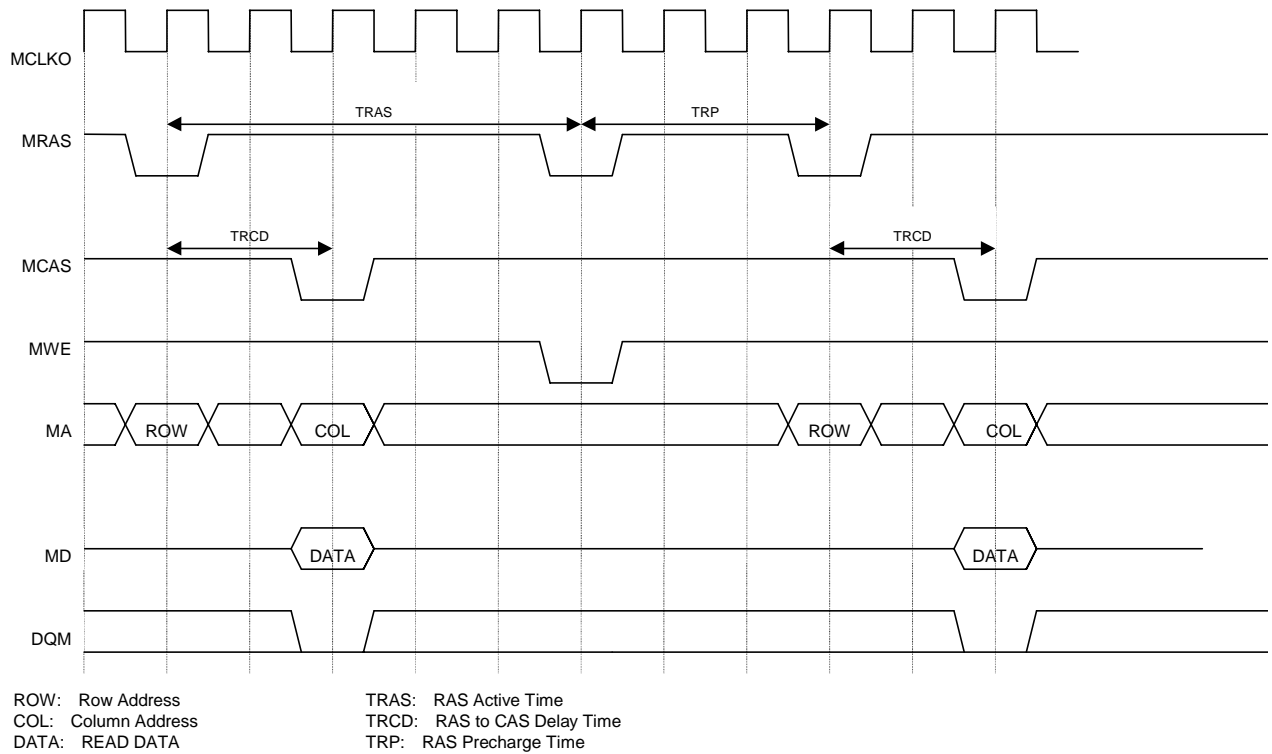 MCLKO
TRAS TRP
MRAS
TRCD TRCD
MCAS
MWE
MA ROW COL ROW COL
MD DATA DATA
DQM
ROW: Row Address TRAS: RAS Active Time
COL: Column Address TRCD: RAS to CAS Delay Time
DATA: READ DATA TRP: RAS Precharge Time